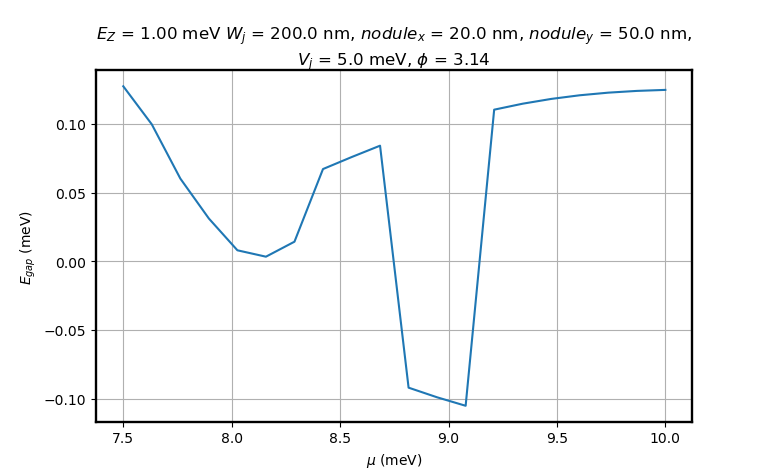 E_Z = 1.00 meV W_j = 200.0 nm, nodule_x = 20.0 nm, nodule_y = 50.0 nm,
V_j = 5.0 meV, ϕ = 3.14
0.10
0.05
0.00
−0.05
−0.10
E_gap (meV)
7.5 8.0 8.5 9.0 9.5 10.0
μ (meV)